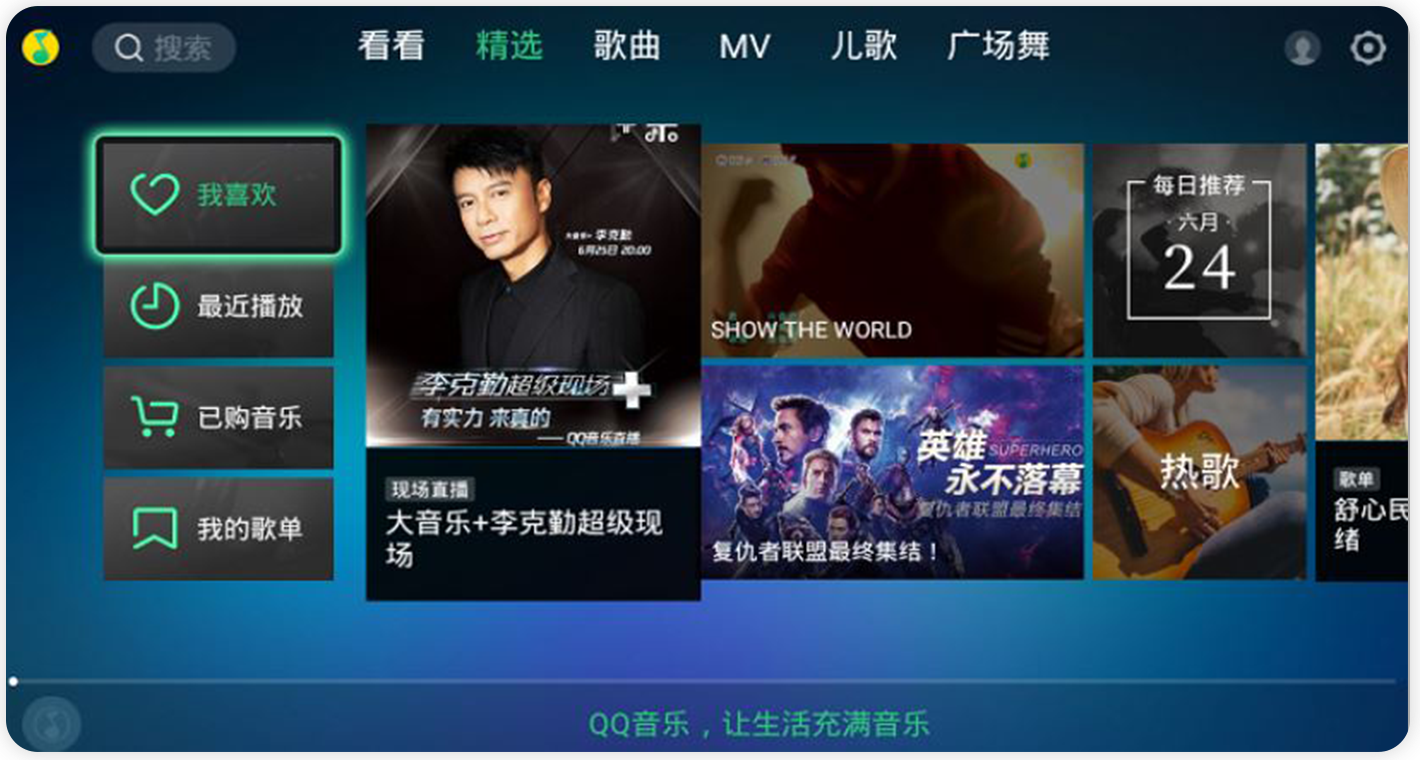 搜索
看看
精选
歌曲
MV
儿歌
广场舞
我喜欢
最近播放
已购音乐
我的歌单
李克勤
6月25日 20:00
李克勤超级现场
有实力 来真的
——QQ音乐直播
现场直播
大音乐+李克勤超级现
场
SHOW THE WORLD
英雄
SUPERHERO
永不落幕
复仇者联盟最终集结
复仇者联盟最终集结！
每日推荐
六月
24
热歌
歌单
舒心民
绪
QQ音乐，让生活充满音乐